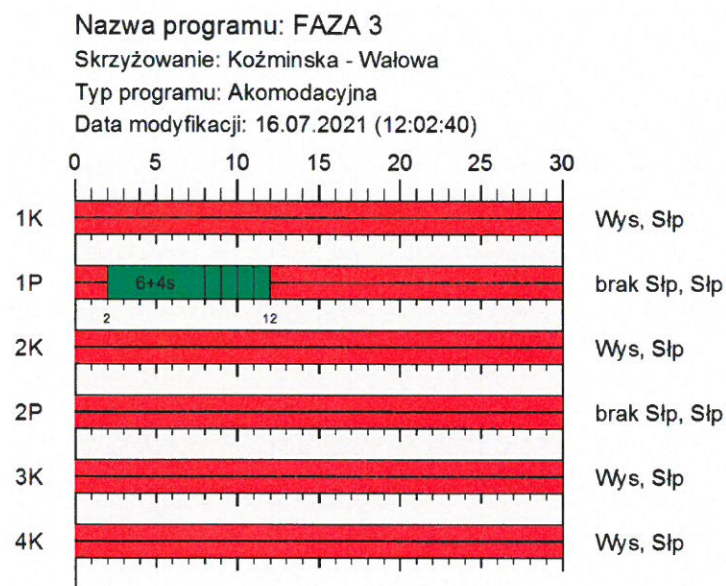 Nazwa programu: FAZA 3
Skrzyżowanie: Koźminska - Wałowa
Typ programu: Akomodacyjna
Data modyfikacji: 16.07.2021 (12:02:40)
0 5 10 15 20 25 30
1K Wys, Słp
1P 6+4s brak Słp, Słp
2 12
2K Wys, Słp
2P brak Słp, Słp
3K Wys, Słp
4K Wys, Słp